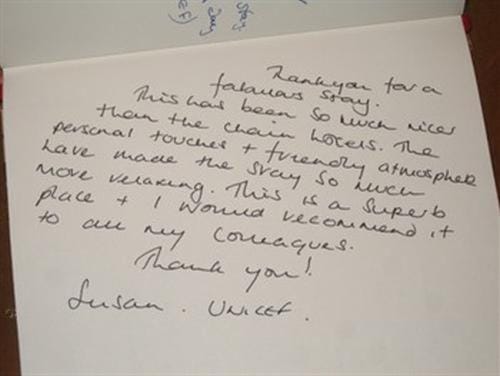 Thankyou for a
fabulous stay.
This has been so much nicer
than the chain hotels. The
personal touches + friendly atmosphere
have made the stay so much
more relaxing. This is a superb
place + I would recommend it
to all my colleagues.
Thank you!
Susan. UNICEF.